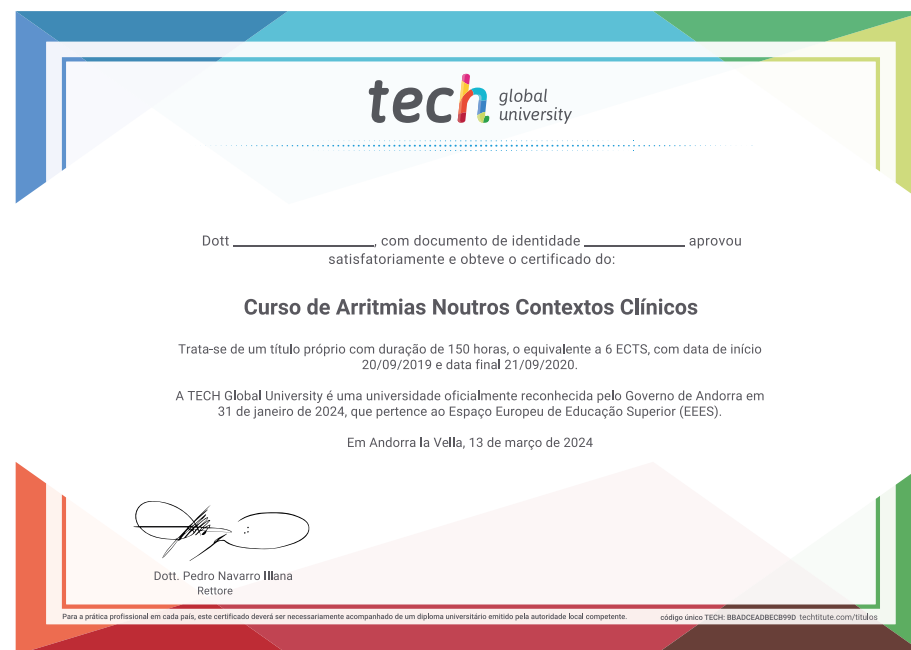 tech global university
Dott ____________________, com documento de identidade ______________ aprovou
satisfatoriamente e obteve o certificado do:
Curso de Arritmias Noutros Contextos Clínicos
Trata-se de um título próprio com duração de 150 horas, o equivalente a 6 ECTS, com data de início
20/09/2019 e data final 21/09/2020.
A TECH Global University é uma universidade oficialmente reconhecida pelo Governo de Andorra em
31 de janeiro de 2024, que pertence ao Espaço Europeu de Educação Superior (EEES).
Em Andorra la Vella, 13 de março de 2024
Dott. Pedro Navarro Illana
Rettore
Para a prática profissional em cada país, este certificado deverá ser necessariamente acompanhado de um diploma universitário emitido pela autoridade local competente. código único TECH: BBADCEADBECB99D techtitute.com/titulos